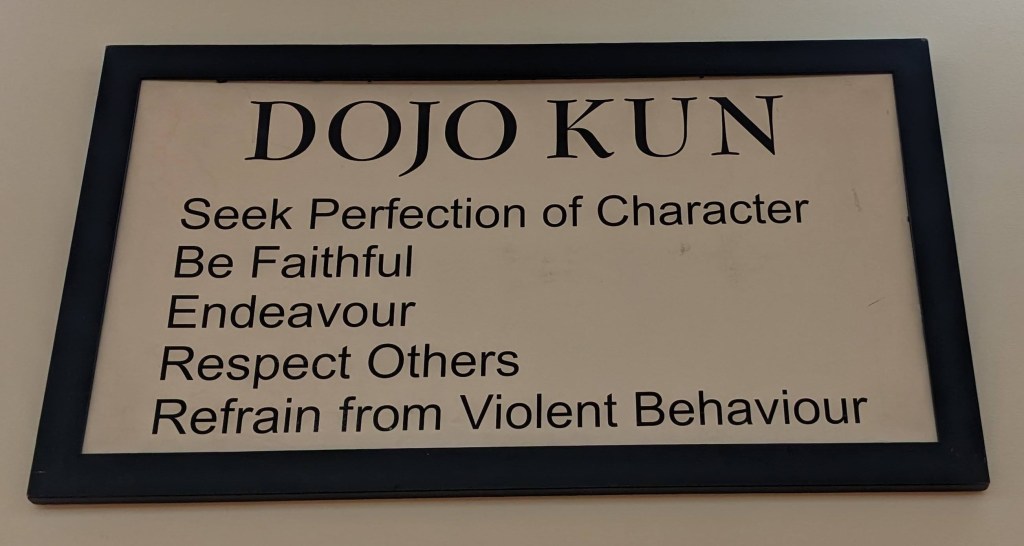 DOJO KUN
Seek Perfection of Character
Be Faithful
Endeavour
Respect Others
Refrain from Violent Behaviour